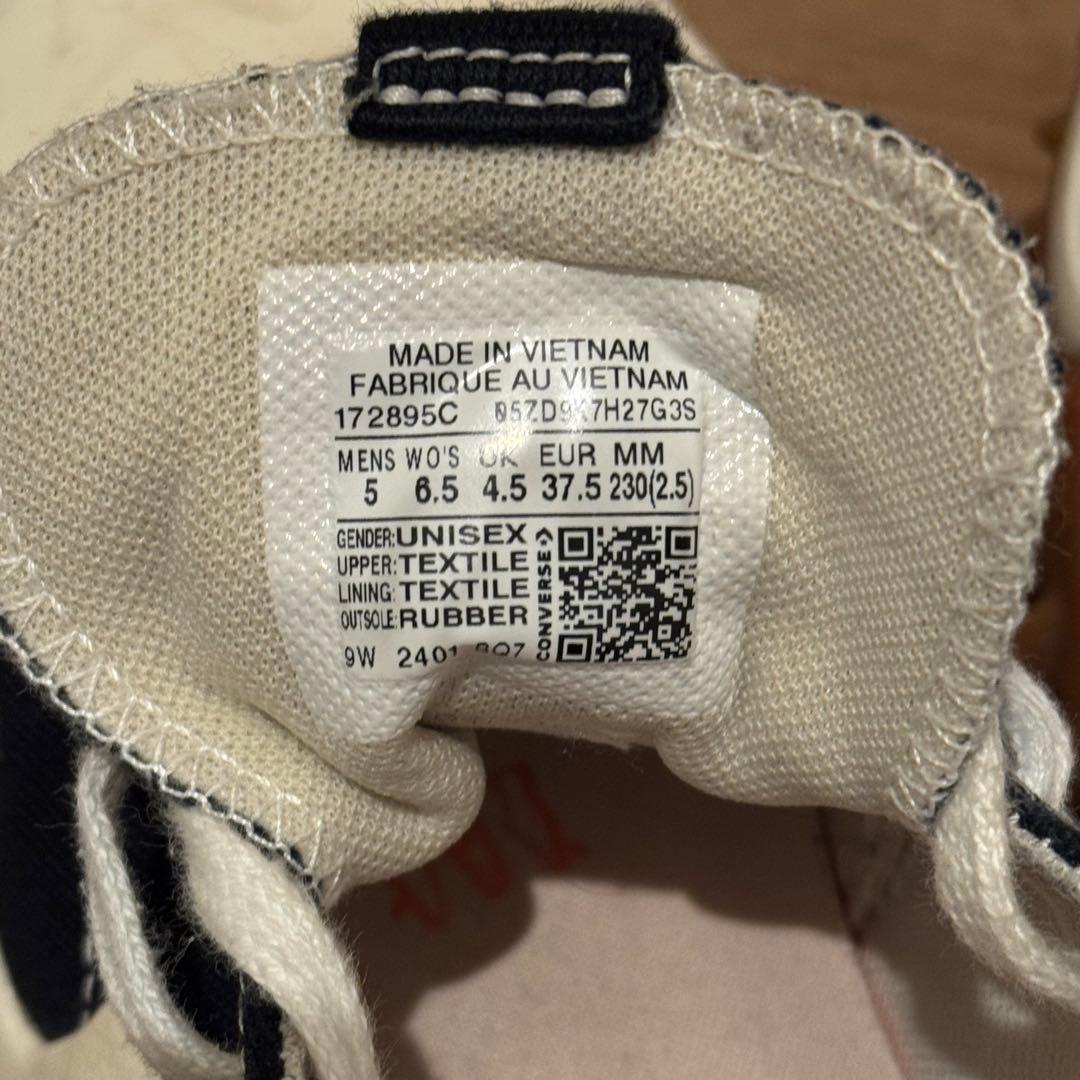 MADE IN VIETNAM
FABRIQUE AU VIETNAM
172895C
MENS WO'S UK EUR MM
5 6.5 4.5 37.5 230(2.5)
GENDER: UNISEX
UPPER: TEXTILE
LINING: TEXTILE
OUTSOLE: RUBBER
9W 2401
CONVERSE